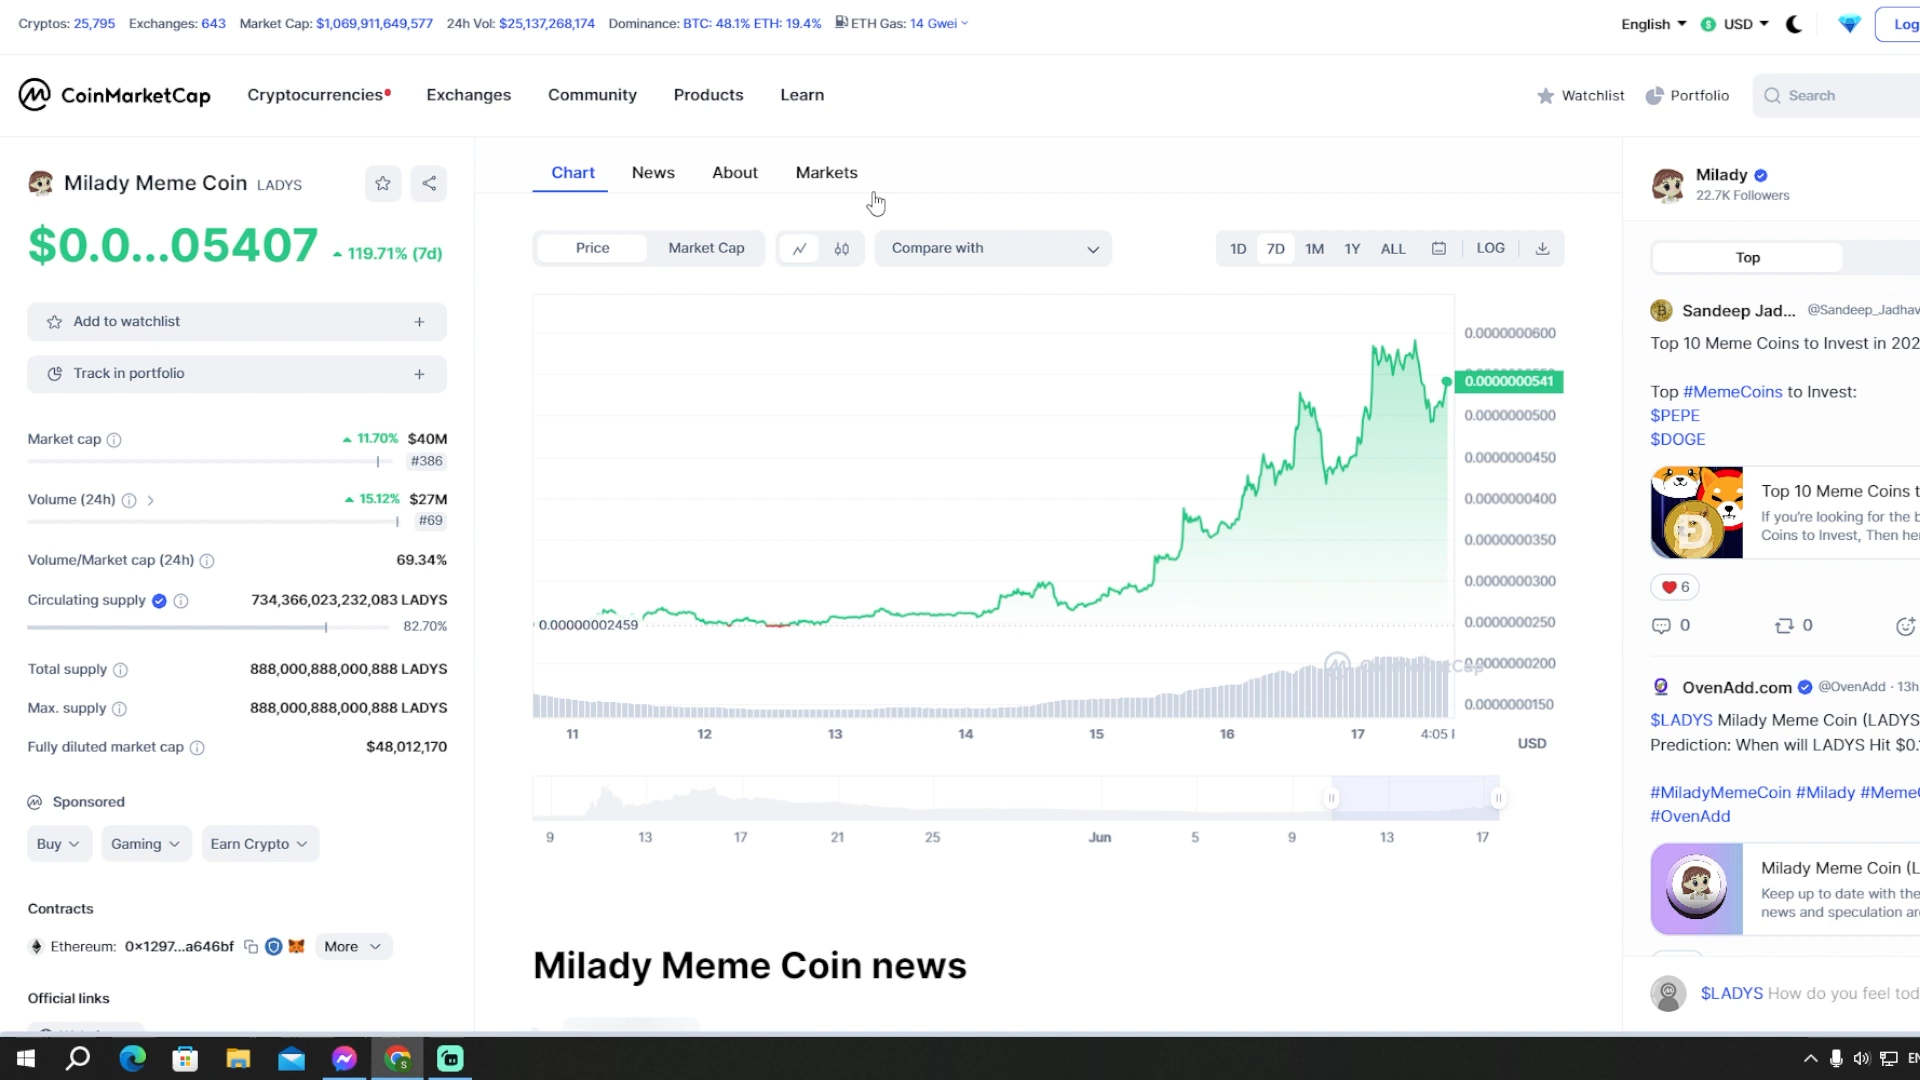 Cryptos: 25,795 Exchanges: 643 Market Cap: $1,069,911,649,577 24h Vol: $25,137,268,174 Dominance: BTC: 48.1% ETH: 19.4% ETH Gas: 14 Gwei
English USD Log
CoinMarketCap Cryptocurrencies Exchanges Community Products Learn
Watchlist Portfolio Search
Milady Meme Coin LADYS
$0.0...05407 119.71% (7d)
Add to watchlist +
Track in portfolio +
Market cap 11.70% $40M
#386
Volume (24h) 15.12% $27M
#69
Volume/Market cap (24h) 69.34%
Circulating supply 734,366,023,232,083 LADYS
82.70%
Total supply 888,000,888,000,888 LADYS
Max. supply 888,000,888,000,888 LADYS
Fully diluted market cap $48,012,170
Sponsored
Buy Gaming Earn Crypto
Contracts
Ethereum: 0x1297...a646bf More
Official links
Chart News About Markets
Price Market Cap Compare with
1D 7D 1M 1Y ALL LOG
0.0000000600
0.0000000541
0.0000000500
0.0000000450
0.0000000400
0.0000000350
0.0000000300
0.0000000250
0.0000000200
0.0000000150
0.00000002459
11 12 13 14 15 16 17 4:05
USD
9 13 17 21 25 Jun 5 9 13 17
Milady Meme Coin news
Milady
22.7K Followers
Top
Sandeep Jad... @Sandeep_Jadhav
Top 10 Meme Coins to Invest in 202
Top #MemeCoins to Invest:
$PEPE
$DOGE
Top 10 Meme Coins t
If you're looking for the b
Coins to Invest, Then her
6
0 0
OvenAdd.com @OvenAdd · 13h
$LADYS Milady Meme Coin (LADYS
Prediction: When will LADYS Hit $0.
#MiladyMemeCoin #Milady #Meme
#OvenAdd
Milady Meme Coin (L
Keep up to date with the
news and speculation ar
$LADYS How do you feel tod
EN